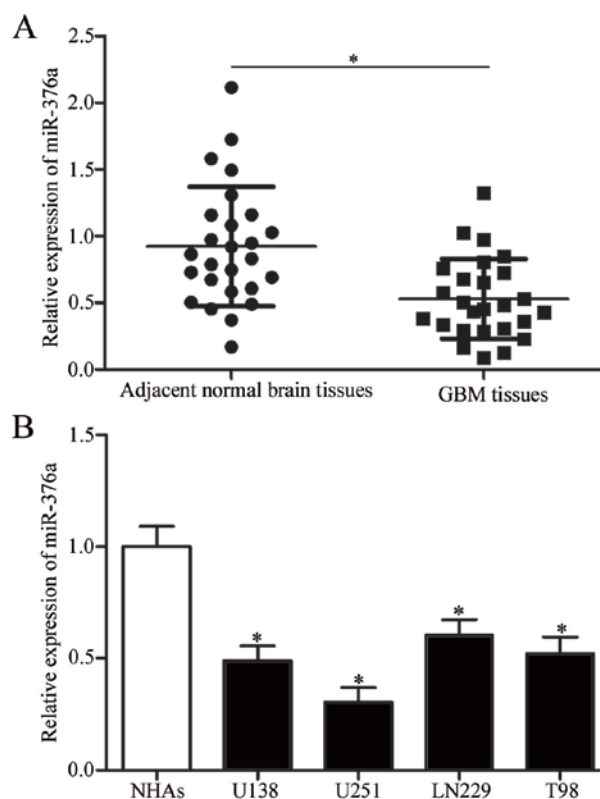 A
Relative expression of miR-376a
2.5
2.0
1.5
1.0
0.5
0.0
*
Adjacent normal brain tissues
GBM tissues
B
Relative expression of miR-376a
1.5
1.0
0.5
0.0
*
*
*
*
NHAs
U138
U251
LN229
T98